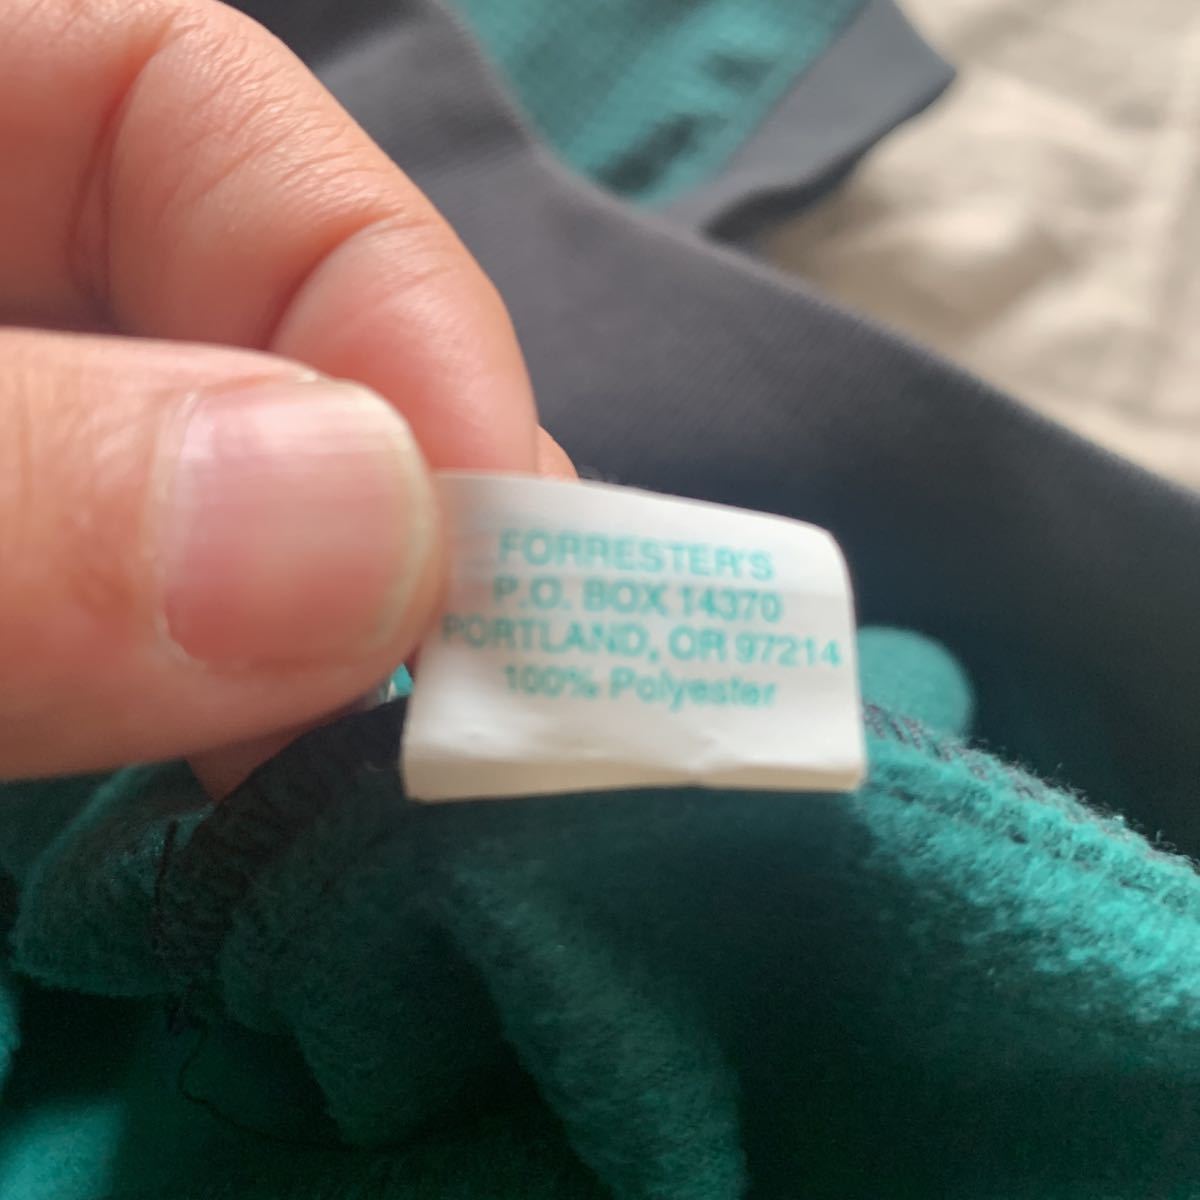 FORRESTER'S
P.O. BOX 14370
PORTLAND, OR 97214
100% Polyester